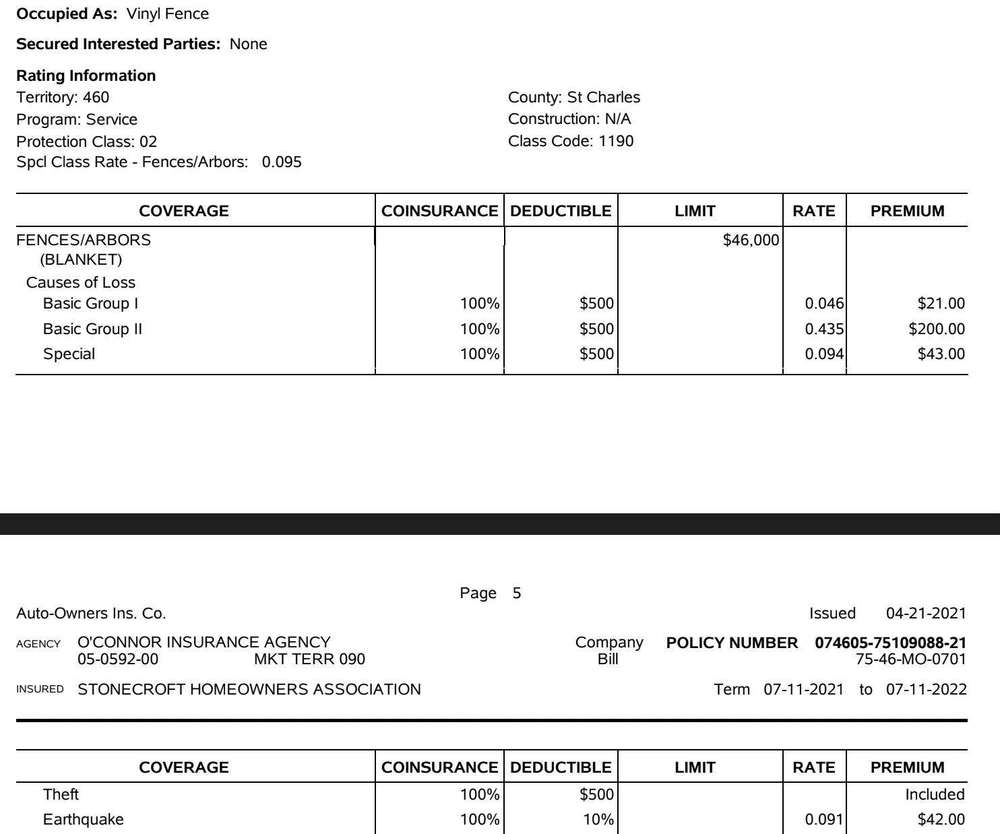 Occupied As: Vinyl Fence
Secured Interested Parties: None
Rating Information
Territory: 460 County: St Charles
Program: Service Construction: N/A
Protection Class: 02 Class Code: 1190
Spcl Class Rate - Fences/Arbors: 0.095
COVERAGE COINSURANCE DEDUCTIBLE LIMIT RATE PREMIUM
FENCES/ARBORS $46,000
(BLANKET)
Causes of Loss
Basic Group I 100% $500 0.046 $21.00
Basic Group II 100% $500 0.435 $200.00
Special 100% $500 0.094 $43.00
Page 5
Auto-Owners Ins. Co. Issued 04-21-2021
AGENCY O'CONNOR INSURANCE AGENCY Company POLICY NUMBER 074605-75109088-21
05-0592-00 MKT TERR 090 Bill 75-46-MO-0701
INSURED STONECROFT HOMEOWNERS ASSOCIATION Term 07-11-2021 to 07-11-2022
COVERAGE COINSURANCE DEDUCTIBLE LIMIT RATE PREMIUM
Theft 100% $500 Included
Earthquake 100% 10% 0.091 $42.00